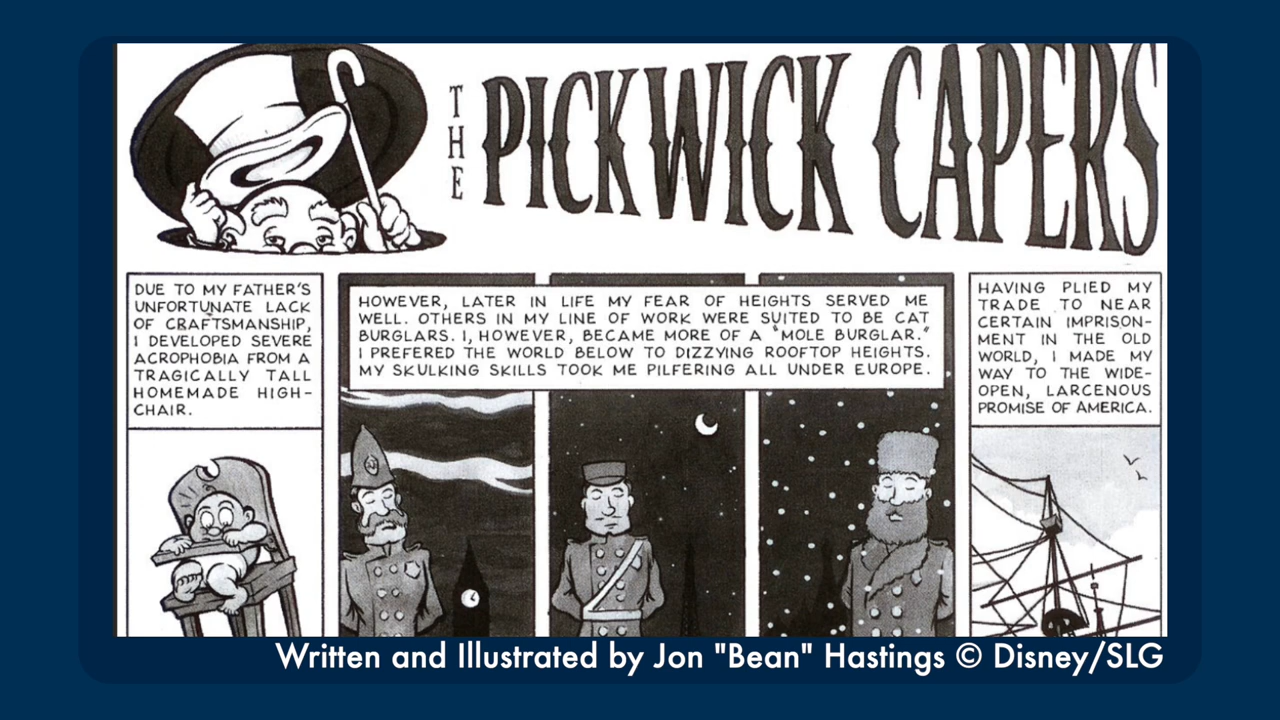 THE PICKWICK CAPERS
DUE TO MY FATHER'S
UNFORTUNATE LACK
OF CRAFTSMANSHIP,
I DEVELOPED SEVERE
ACROPHOBIA FROM A
TRAGICALLY TALL
HOMEMADE HIGH-
CHAIR.
HOWEVER, LATER IN LIFE MY FEAR OF HEIGHTS SERVED ME
WELL. OTHERS IN MY LINE OF WORK WERE SUITED TO BE CAT
BURGLARS. I, HOWEVER, BECAME MORE OF A "MOLE BURGLAR."
I PREFERED THE WORLD BELOW TO DIZZYING ROOFTOP HEIGHTS.
MY SKULKING SKILLS TOOK ME PILFERING ALL UNDER EUROPE.
HAVING PLIED MY
TRADE TO NEAR
CERTAIN IMPRISON-
MENT IN THE OLD
WORLD, I MADE MY
WAY TO THE WIDE-
OPEN, LARCENOUS
PROMISE OF AMERICA.
Written and Illustrated by Jon "Bean" Hastings © Disney/SLG